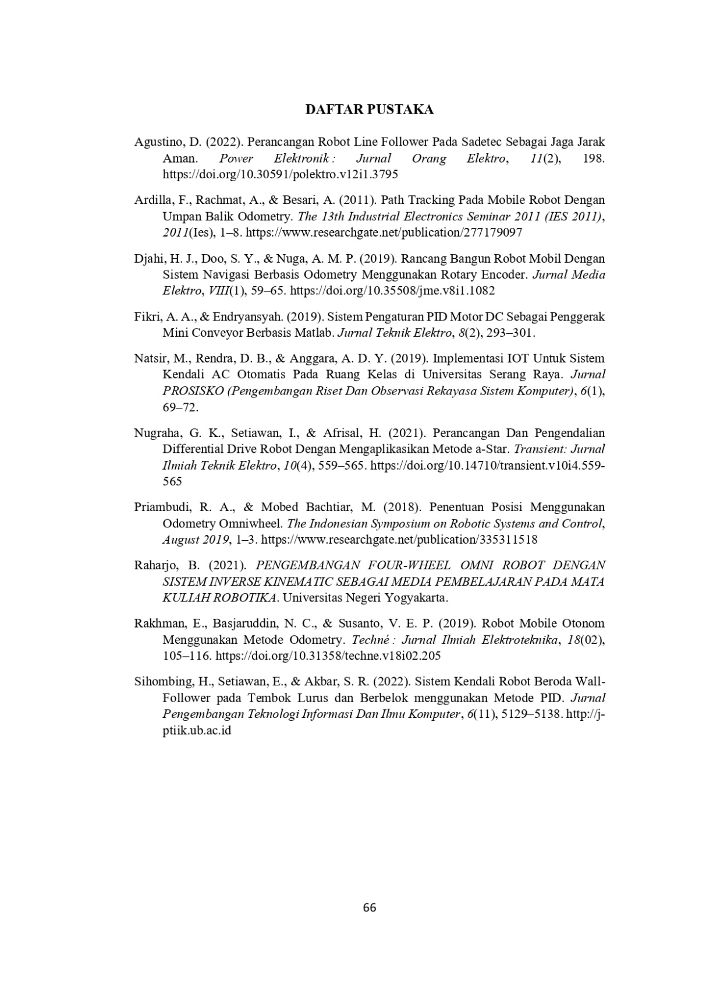 DAFTAR PUSTAKA
Agustino, D. (2022). Perancangan Robot Line Follower Pada Sadetec Sebagai Jaga Jarak
Aman. Power Elektronik : Jurnal Orang Elektro, 11(2), 198.
https://doi.org/10.30591/polektro.v12i1.3795
Ardilla, F., Rachmat, A., & Besari, A. (2011). Path Tracking Pada Mobile Robot Dengan
Umpan Balik Odometry. The 13th Industrial Electronics Seminar 2011 (IES 2011),
2011(Ies), 1–8. https://www.researchgate.net/publication/277179097
Djahi, H. J., Doo, S. Y., & Nuga, A. M. P. (2019). Rancang Bangun Robot Mobil Dengan
Sistem Navigasi Berbasis Odometry Menggunakan Rotary Encoder. Jurnal Media
Elektro, VIII(1), 59–65. https://doi.org/10.35508/jme.v8i1.1082
Fikri, A. A., & Endryansyah. (2019). Sistem Pengaturan PID Motor DC Sebagai Penggerak
Mini Conveyor Berbasis Matlab. Jurnal Teknik Elektro, 8(2), 293–301.
Natsir, M., Rendra, D. B., & Anggara, A. D. Y. (2019). Implementasi IOT Untuk Sistem
Kendali AC Otomatis Pada Ruang Kelas di Universitas Serang Raya. Jurnal
PROSISKO (Pengembangan Riset Dan Observasi Rekayasa Sistem Komputer), 6(1),
69–72.
Nugraha, G. K., Setiawan, I., & Afrisal, H. (2021). Perancangan Dan Pengendalian
Differential Drive Robot Dengan Mengaplikasikan Metode a-Star. Transient: Jurnal
Ilmiah Teknik Elektro, 10(4), 559–565. https://doi.org/10.14710/transient.v10i4.559-
565
Priambudi, R. A., & Mobed Bachtiar, M. (2018). Penentuan Posisi Menggunakan
Odometry Omniwheel. The Indonesian Symposium on Robotic Systems and Control,
August 2019, 1–3. https://www.researchgate.net/publication/335311518
Raharjo, B. (2021). PENGEMBANGAN FOUR-WHEEL OMNI ROBOT DENGAN
SISTEM INVERSE KINEMATIC SEBAGAI MEDIA PEMBELAJARAN PADA MATA
KULIAH ROBOTIKA. Universitas Negeri Yogyakarta.
Rakhman, E., Basjaruddin, N. C., & Susanto, V. E. P. (2019). Robot Mobile Otonom
Menggunakan Metode Odometry. Techné : Jurnal Ilmiah Elektroteknika, 18(02),
105–116. https://doi.org/10.31358/techne.v18i02.205
Sihombing, H., Setiawan, E., & Akbar, S. R. (2022). Sistem Kendali Robot Beroda Wall-
Follower pada Tembok Lurus dan Berbelok menggunakan Metode PID. Jurnal
Pengembangan Teknologi Informasi Dan Ilmu Komputer, 6(11), 5129–5138. http://j-
ptiik.ub.ac.id
66